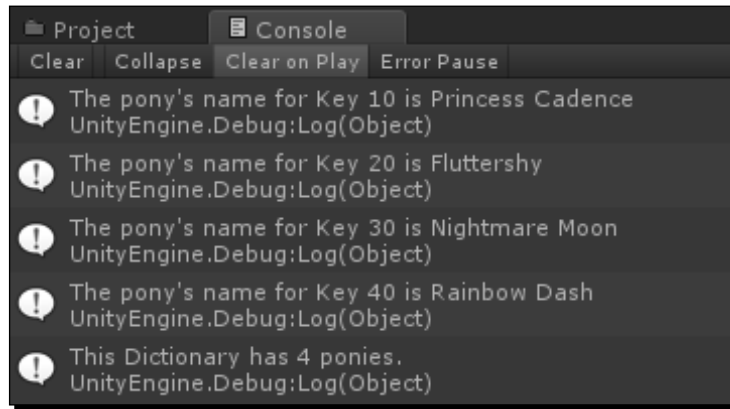 Project Console
Clear Collapse Clear on Play Error Pause
The pony's name for Key 10 is Princess Cadence
UnityEngine.Debug:Log(Object)
The pony's name for Key 20 is Fluttershy
UnityEngine.Debug:Log(Object)
The pony's name for Key 30 is Nightmare Moon
UnityEngine.Debug:Log(Object)
The pony's name for Key 40 is Rainbow Dash
UnityEngine.Debug:Log(Object)
This Dictionary has 4 ponies.
UnityEngine.Debug:Log(Object)